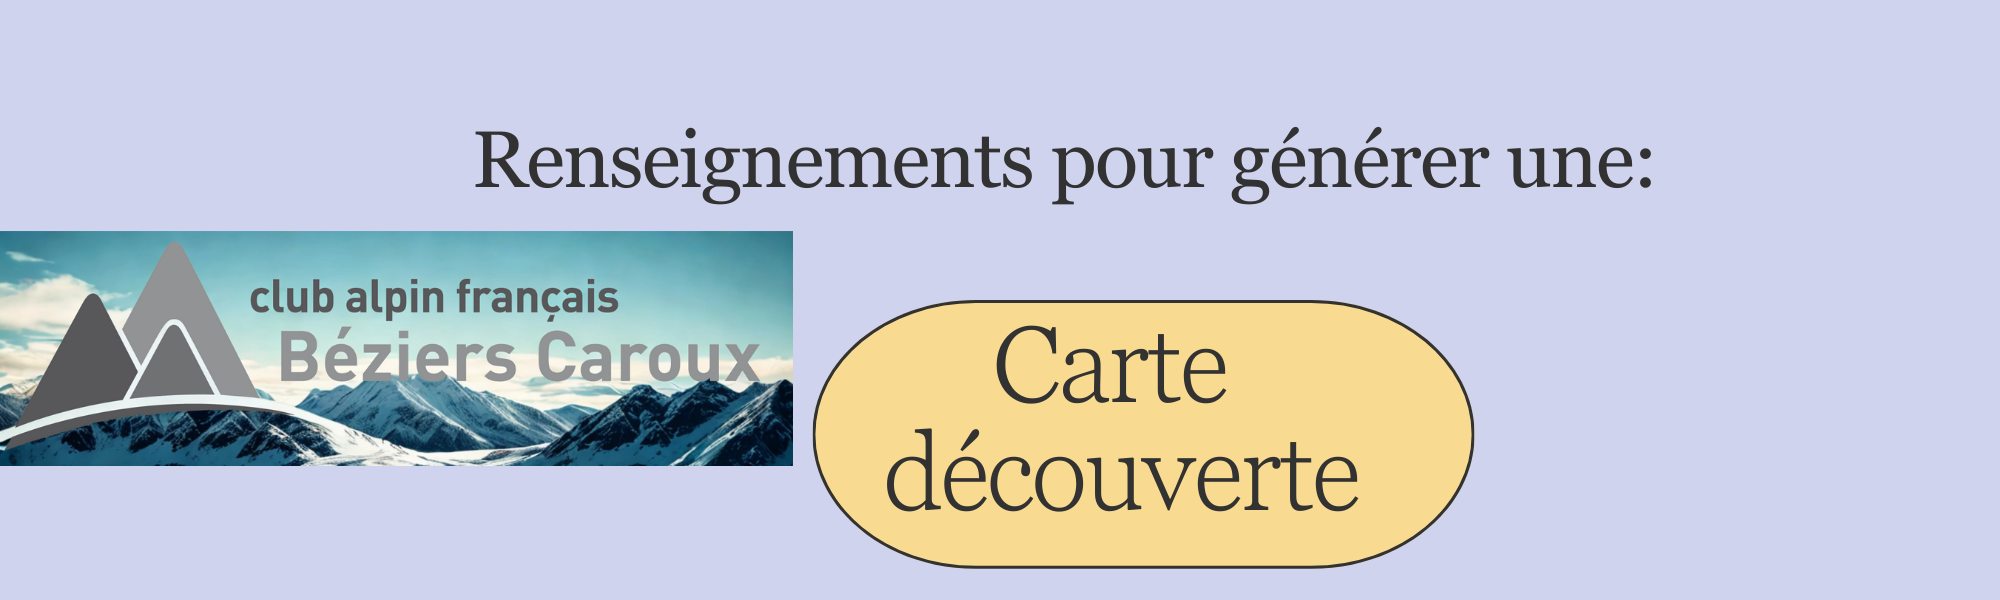 Renseignements pour générer une:
club alpin français
Béziers Caroux
Carte
découverte